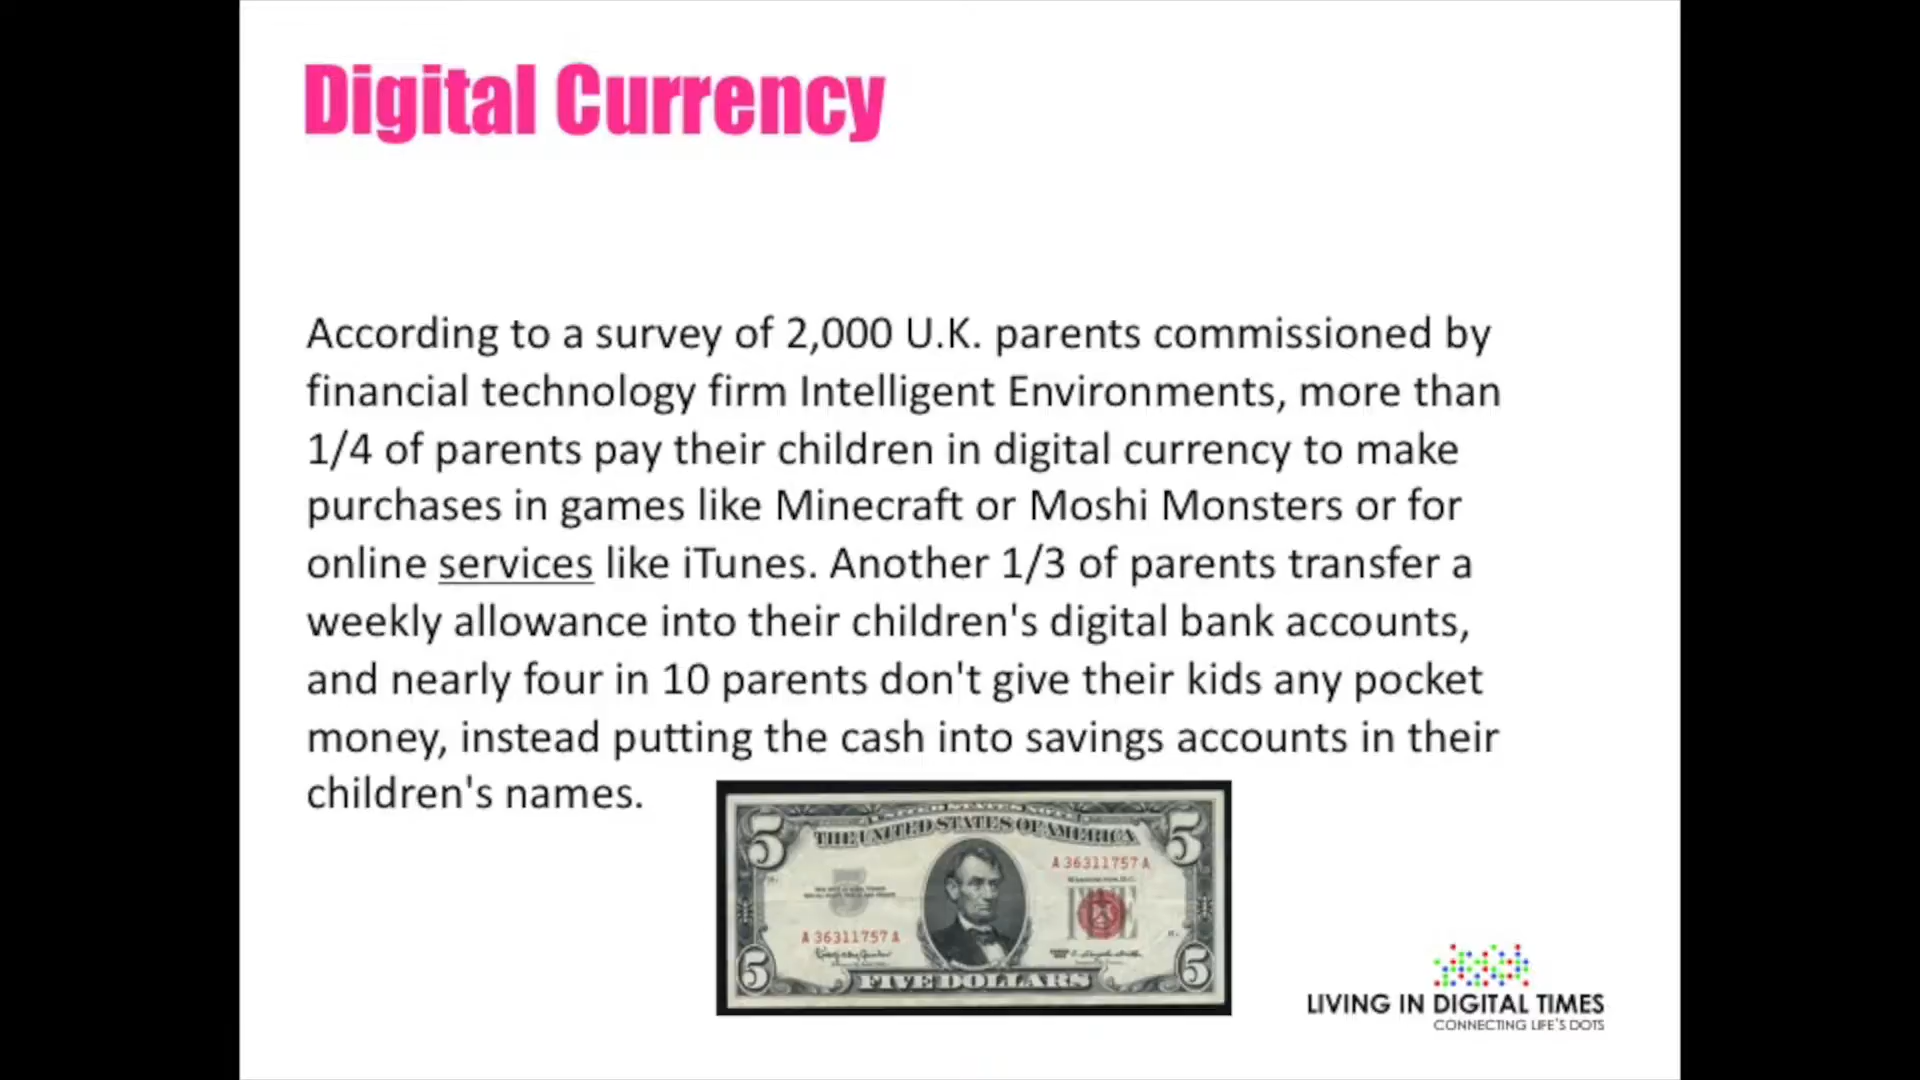 Digital Currency
According to a survey of 2,000 U.K. parents commissioned by
financial technology firm Intelligent Environments, more than
1/4 of parents pay their children in digital currency to make
purchases in games like Minecraft or Moshi Monsters or for
online services like iTunes. Another 1/3 of parents transfer a
weekly allowance into their children's digital bank accounts,
and nearly four in 10 parents don't give their kids any pocket
money, instead putting the cash into savings accounts in their
children's names.
5 5
THE UNITED STATES OF AMERICA
A 36311757 A
WASHINGTON, D.C.
A 36311757 A
5 5
FIVE DOLLARS
LIVING IN DIGITAL TIMES
CONNECTING LIFE'S DOTS